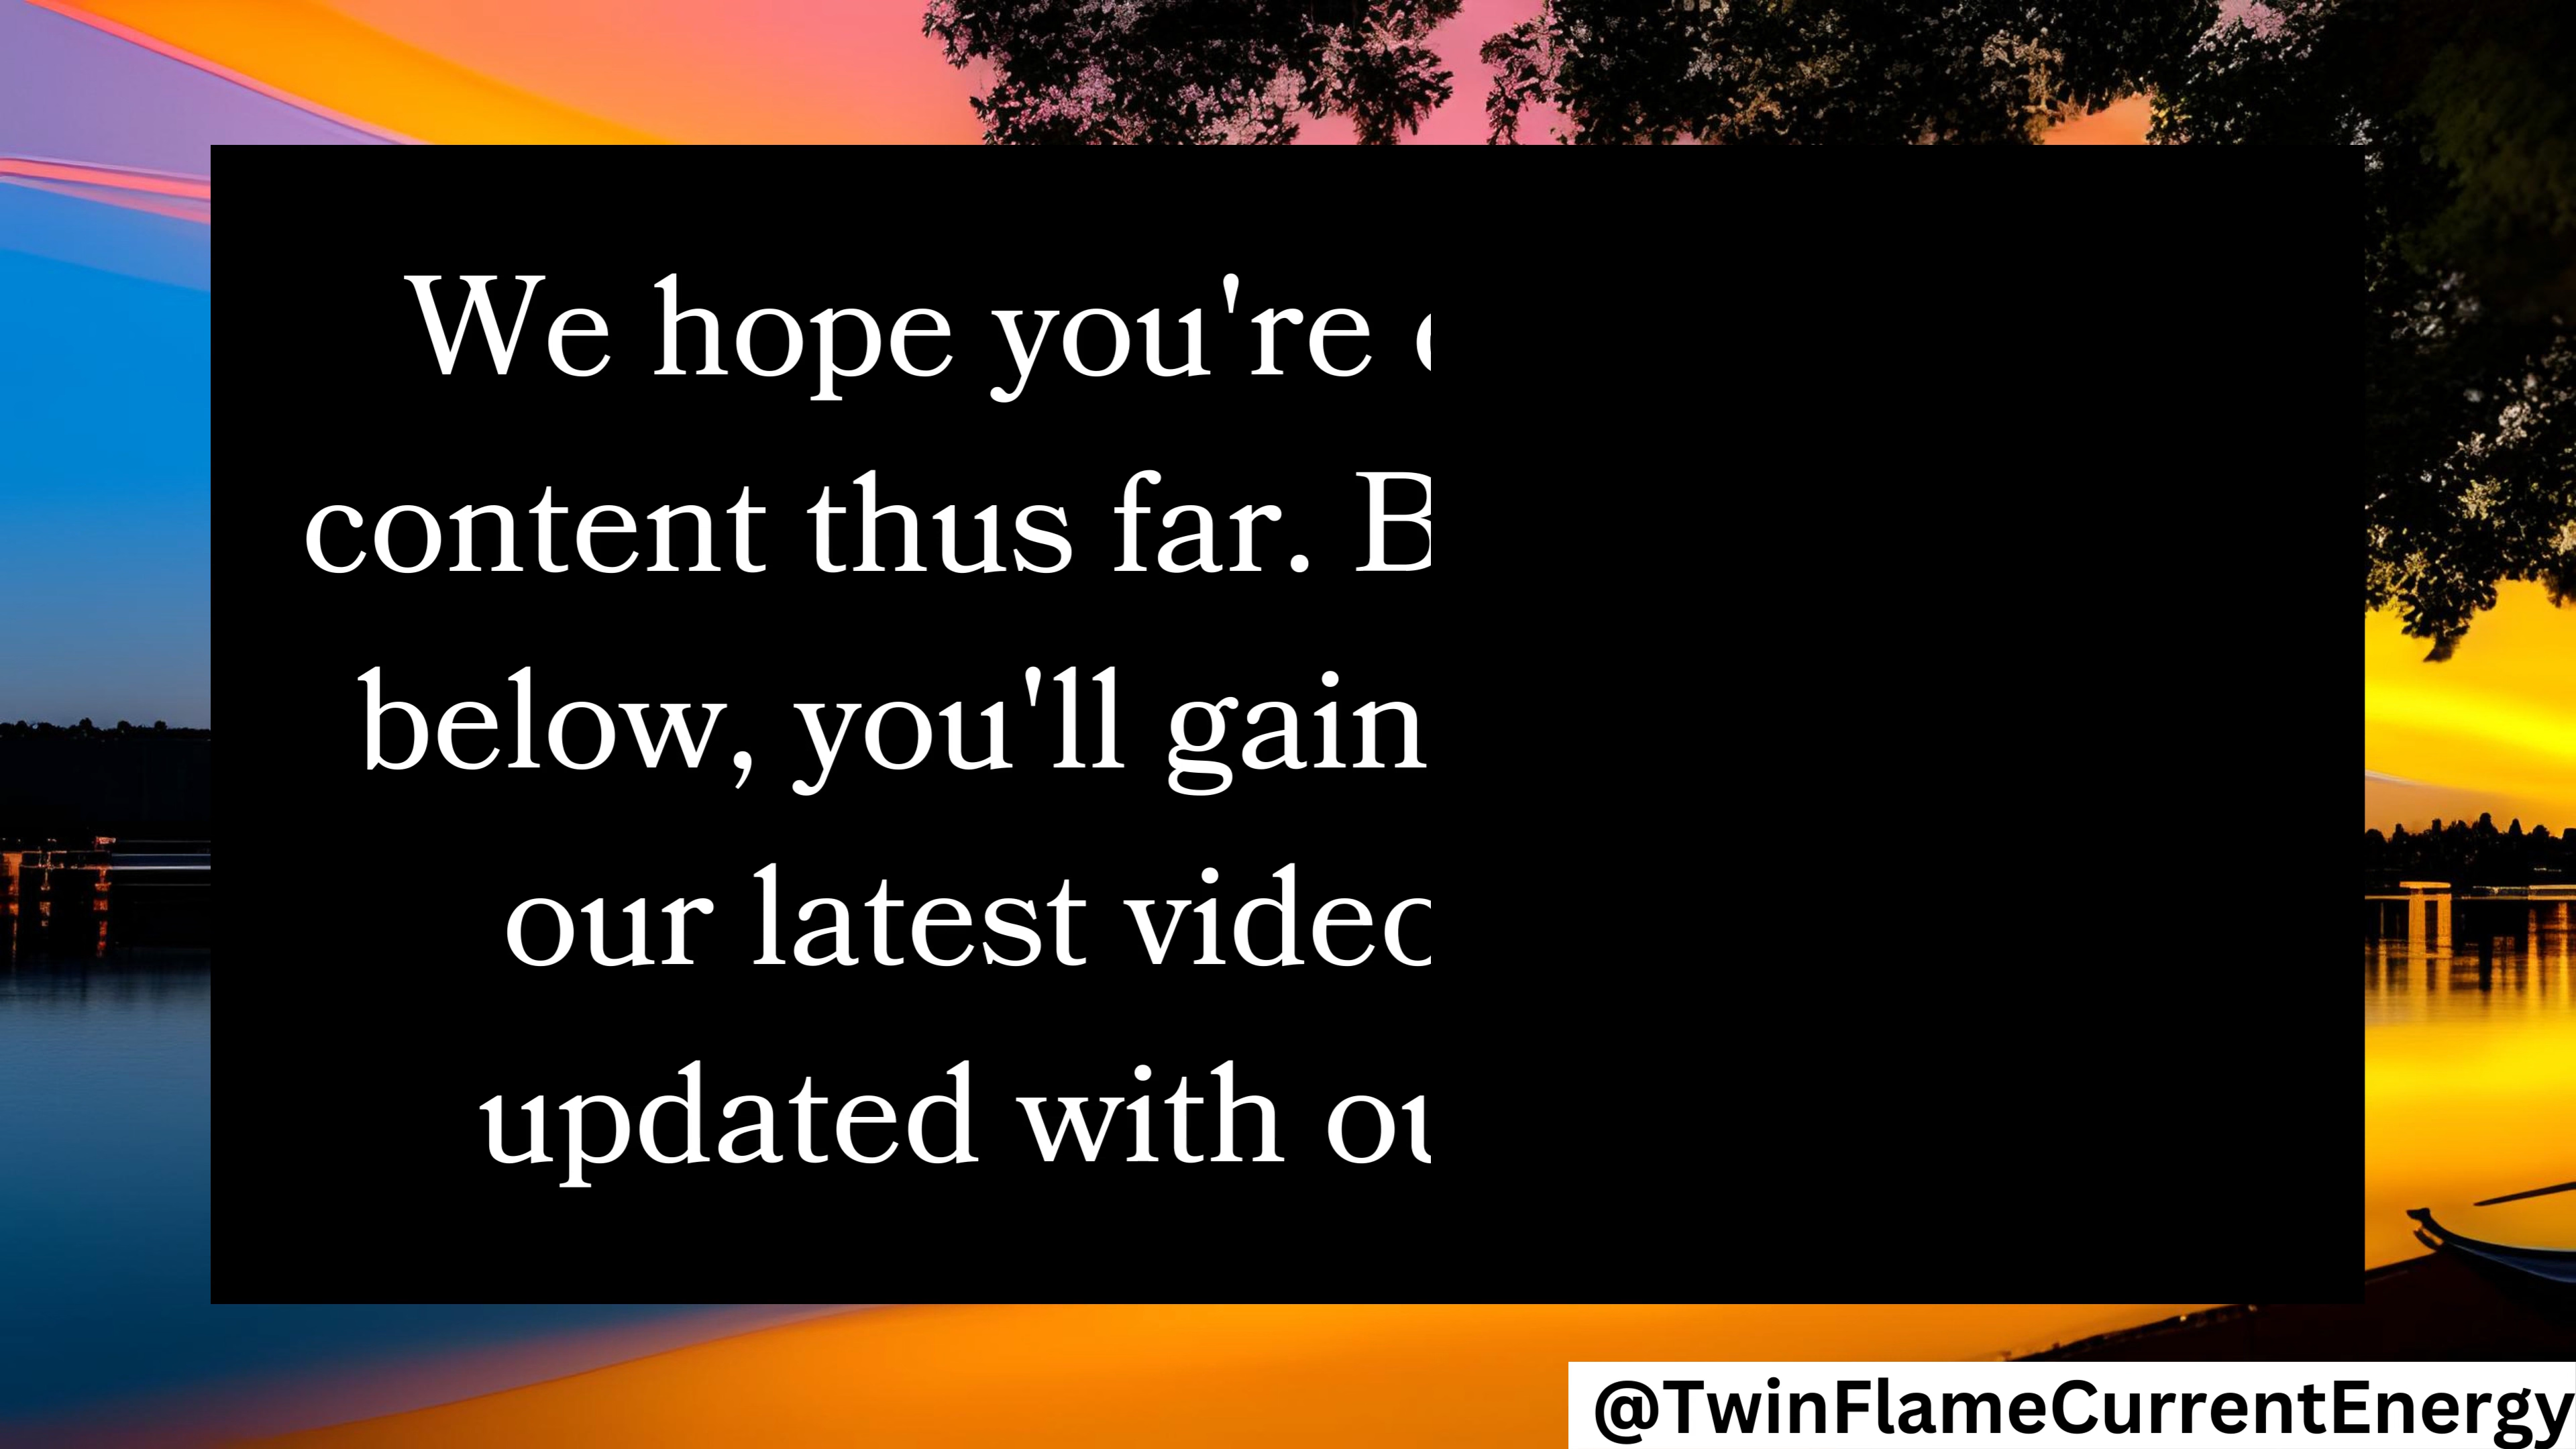 We hope you're
content thus far.
below, you'll gain
our latest
updated with
@TwinFlameCurrentEnergy